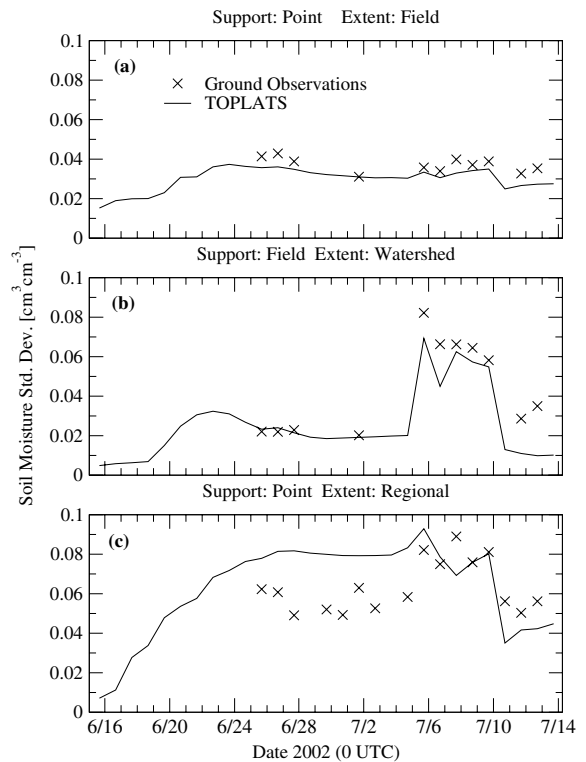 Support: Point Extent: Field
0.1
(a)
0.08
× Ground Observations
TOPLATS
0.06
0.04
0.02
0
Support: Field Extent: Watershed
0.1
(b)
0.08
0.06
0.04
0.02
0
Soil Moisture Std. Dev. [cm³cm⁻³]
Support: Point Extent: Regional
0.1
(c)
0.08
0.06
0.04
0.02
0
6/16 6/20 6/24 6/28 7/2 7/6 7/10 7/14
Date 2002 (0 UTC)